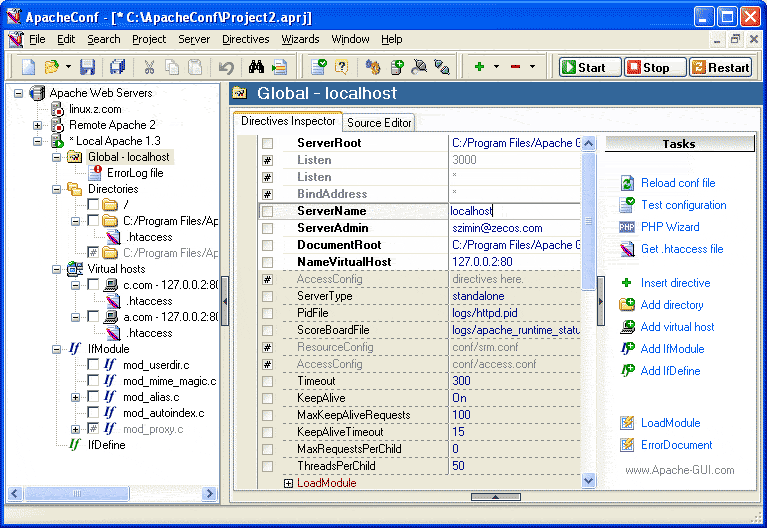 ApacheConf - [* C:\ApacheConf\Project2.aprj]
File Edit Search Project Server Directives Wizards Window Help
Start Stop Restart
Apache Web Servers
linux.z.com
Remote Apache 2
* Local Apache 1.3
Global - localhost
ErrorLog file
Directories
/
C:/Program Files/Ap
.htaccess
# C:/Program Files/Ap
Virtual hosts
c.com - 127.0.0.2:80
.htaccess
a.com - 127.0.0.2:80
.htaccess
If IfModule
If mod_userdir.c
If mod_mime_magic.c
If mod_alias.c
If mod_autoindex.c
# If mod_proxy.c
If IfDefine
Global - localhost
Directives Inspector Source Editor
ServerRoot C:/Program Files/Apache G
# Listen 3000
# Listen *
# BindAddress *
ServerName localhost
ServerAdmin szimin@zecos.com
DocumentRoot C:/Program Files/Apache G
NameVirtualHost 127.0.0.2:80
# AccessConfig directives here.
ServerType standalone
PidFile logs/httpd.pid
ScoreBoardFile logs/apache_runtime_statu
# ResourceConfig conf/srm.conf
# AccessConfig conf/access.conf
Timeout 300
KeepAlive On
MaxKeepAliveRequests 100
KeepAliveTimeout 15
MaxRequestsPerChild 0
ThreadsPerChild 50
LoadModule
Tasks
Reload conf file
Test configuration
PHP PHP Wizard
Get .htaccess file
Insert directive
Add directory
Add virtual host
Add IfModule
Add IfDefine
LoadModule
ErrorDocument
www.Apache-GUI.com